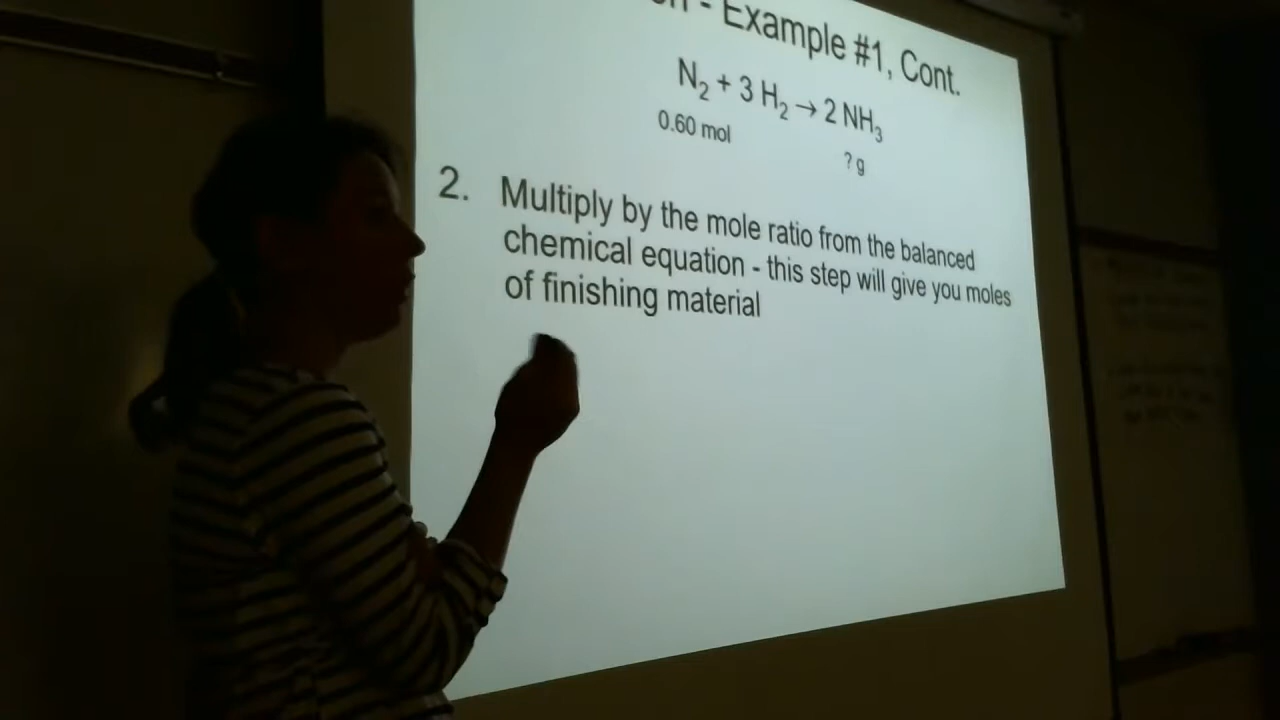 - Example #1, Cont.
N₂ + 3 H₂ → 2 NH₃
0.60 mol
? g
2. Multiply by the mole ratio from the balanced
chemical equation - this step will give you moles
of finishing material